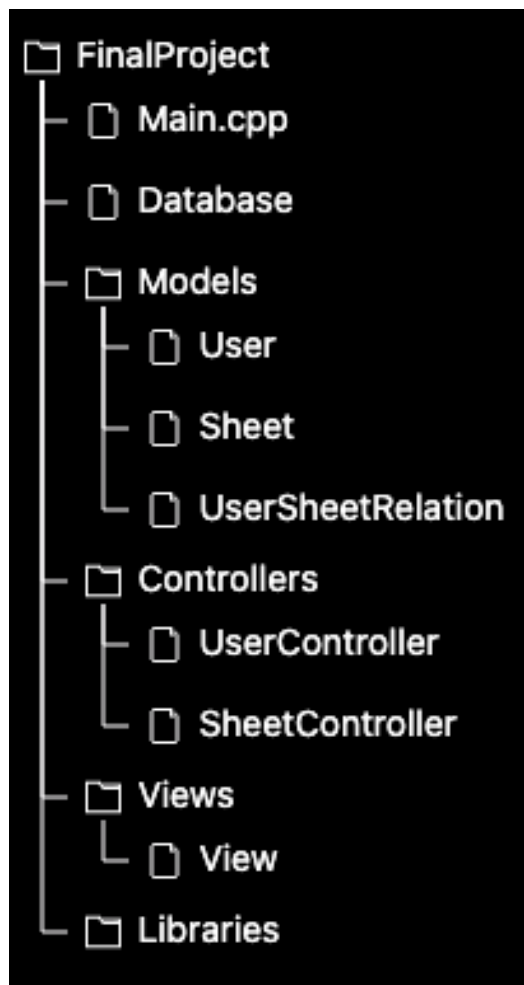 FinalProject
Main.cpp
Database
Models
User
Sheet
UserSheetRelation
Controllers
UserController
SheetController
Views
View
Libraries